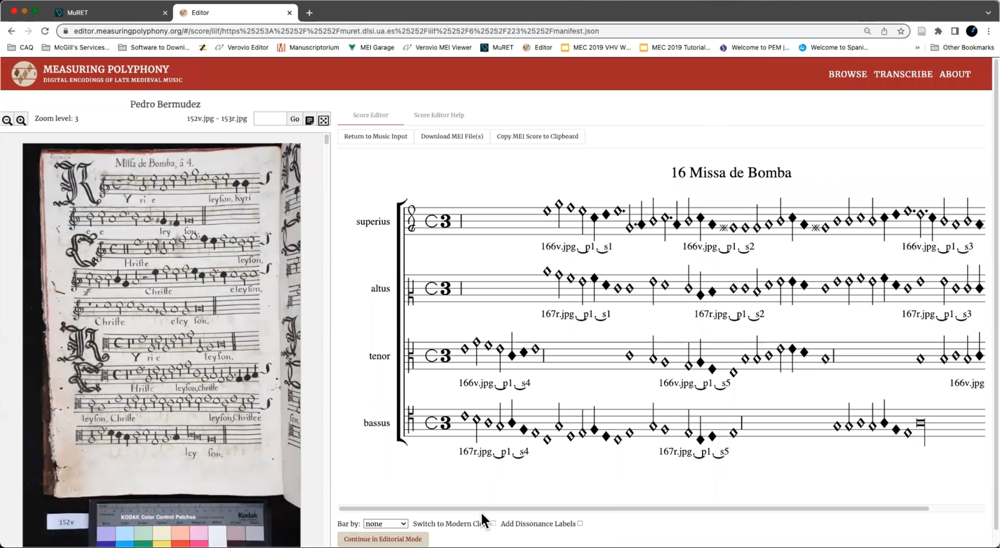 MuRET
Editor
editor.measuringpolyphony.org/#/score/iiif/https%25253A%25252F%25252Fmuret.dlsi.ua.es%25252Fiiif%25252F6%25252F223%25252Fmanifest.json
CAQ McGill's Services... Software to Downl... Verovio Editor Manuscriptorium MEI Garage Verovio MEI Viewer MuRET Editor MEC 2019 VHV W... MEC 2019 Tutorial... Welcome to PEM |... Welcome to Spani... » Other Bookmarks
MEASURING POLYPHONY
DIGITAL ENCODINGS OF LATE MEDIEVAL MUSIC
BROWSE TRANSCRIBE ABOUT
Pedro Bermudez
Zoom level: 3
152v.jpg - 153r.jpg
Go
Missa de Bomba, â 4.
Y ri e leyson, Kyri
e e ley son,
Hriste leyson,
Christe eleyson,
Christe eley son,
Y ri e leyson,
Hriste leyson,christe
leyson, Christe leyson,Christe e
ley son,
152v
KODAK Color Control Patches
Kodak
Score Editor
Score Editor Help
Return to Music Input
Download MEI File(s)
Copy MEI Score to Clipboard
16 Missa de Bomba
superius
166v.jpg_p1_s1 166v.jpg_p1_s2 166v.jpg_p1_s3
altus
167r.jpg_p1_s1 167r.jpg_p1_s2 167r.jpg_p1_s3
tenor
166v.jpg_p1_s4 166v.jpg_p1_s5 166v.jpg
bassus
167r.jpg_p1_s4 167r.jpg_p1_s5
Bar by: none Switch to Modern Cl Add Dissonance Labels
Continue in Editorial Mode